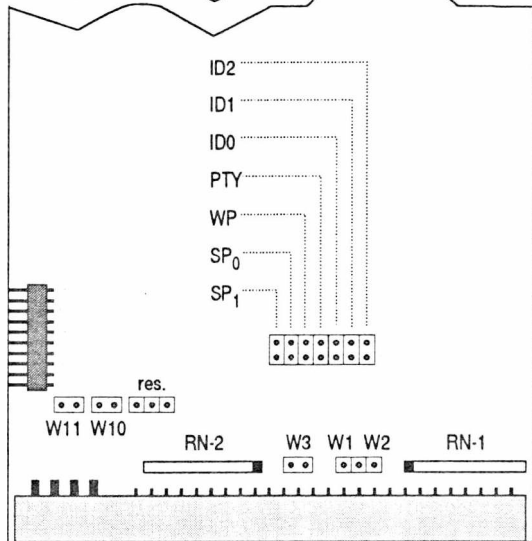 ID2
ID1
ID0
PTY
WP
SP₀
SP₁
res.
W11 W10
RN-2 W3 W1 W2 RN-1